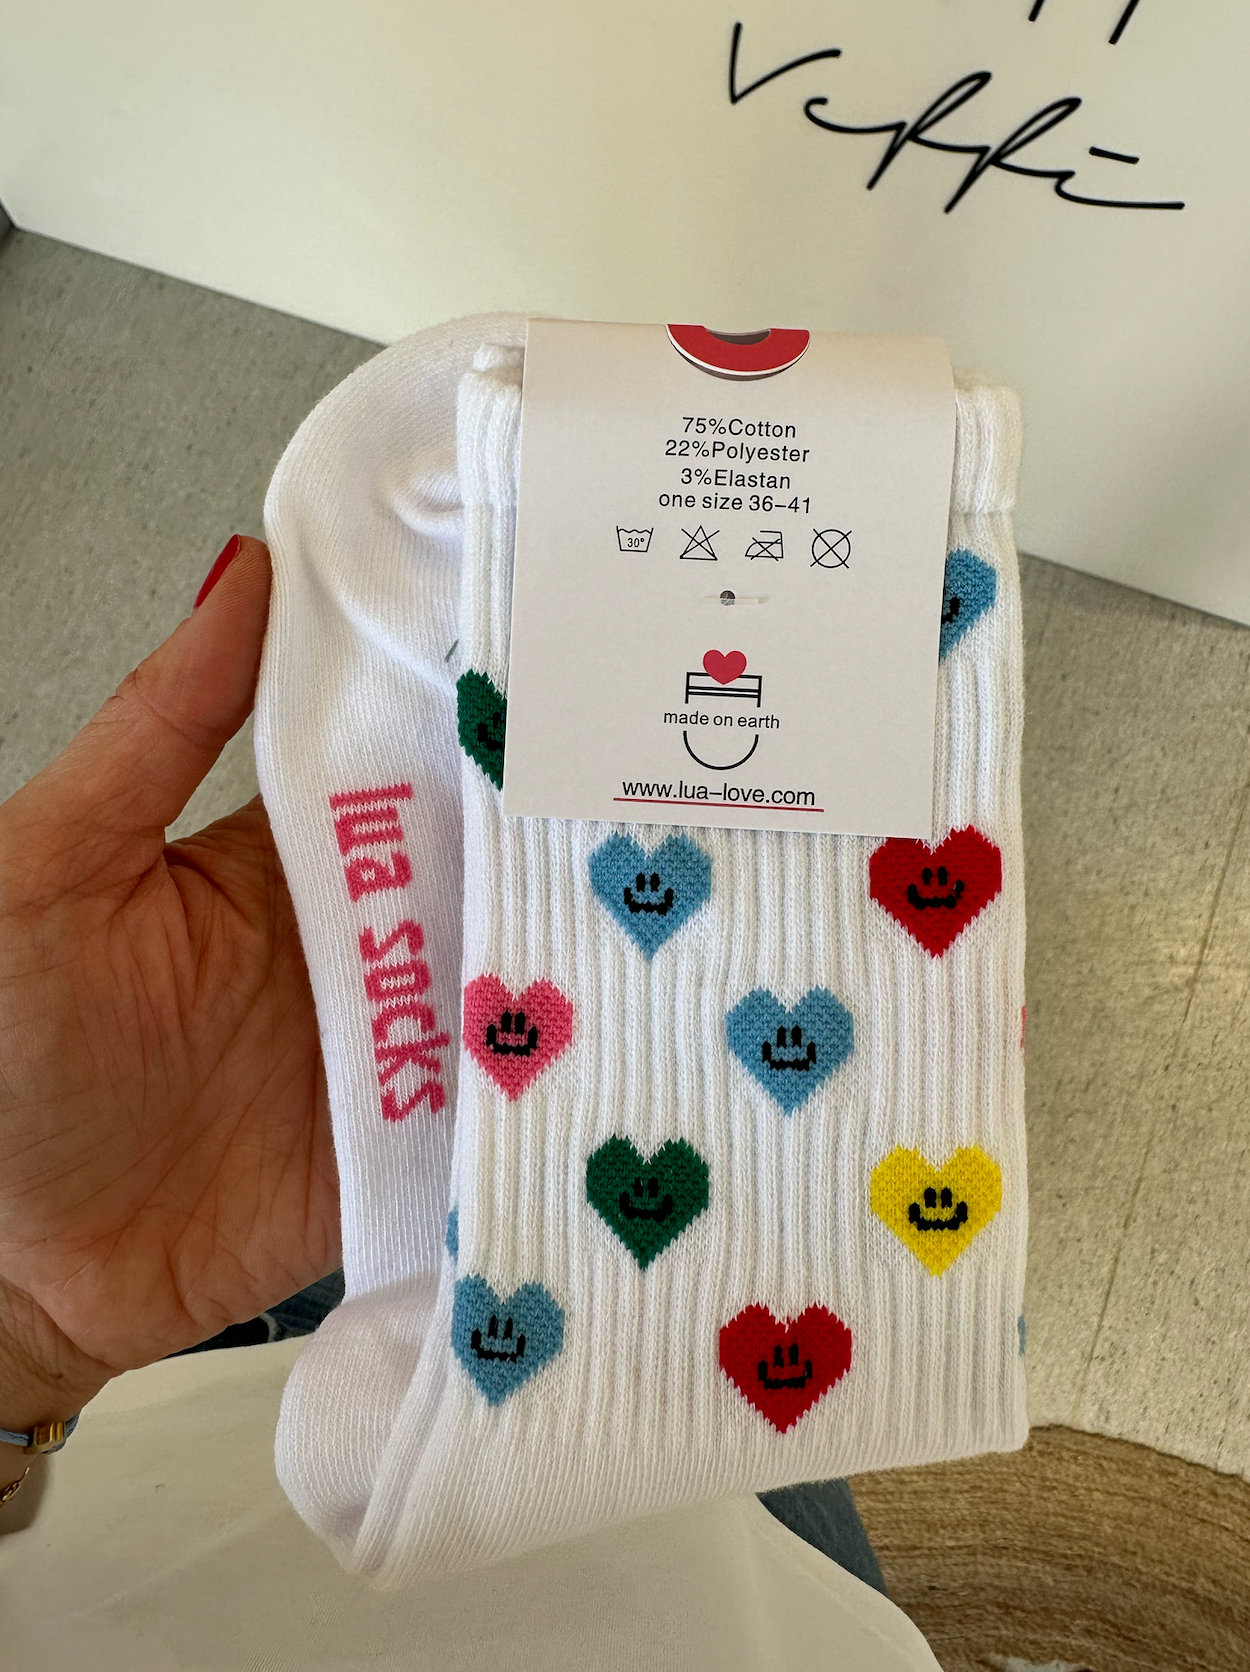 75%Cotton
22%Polyester
3%Elastan
one size 36–41
30°
made on earth
www.lua–love.com
lua socks